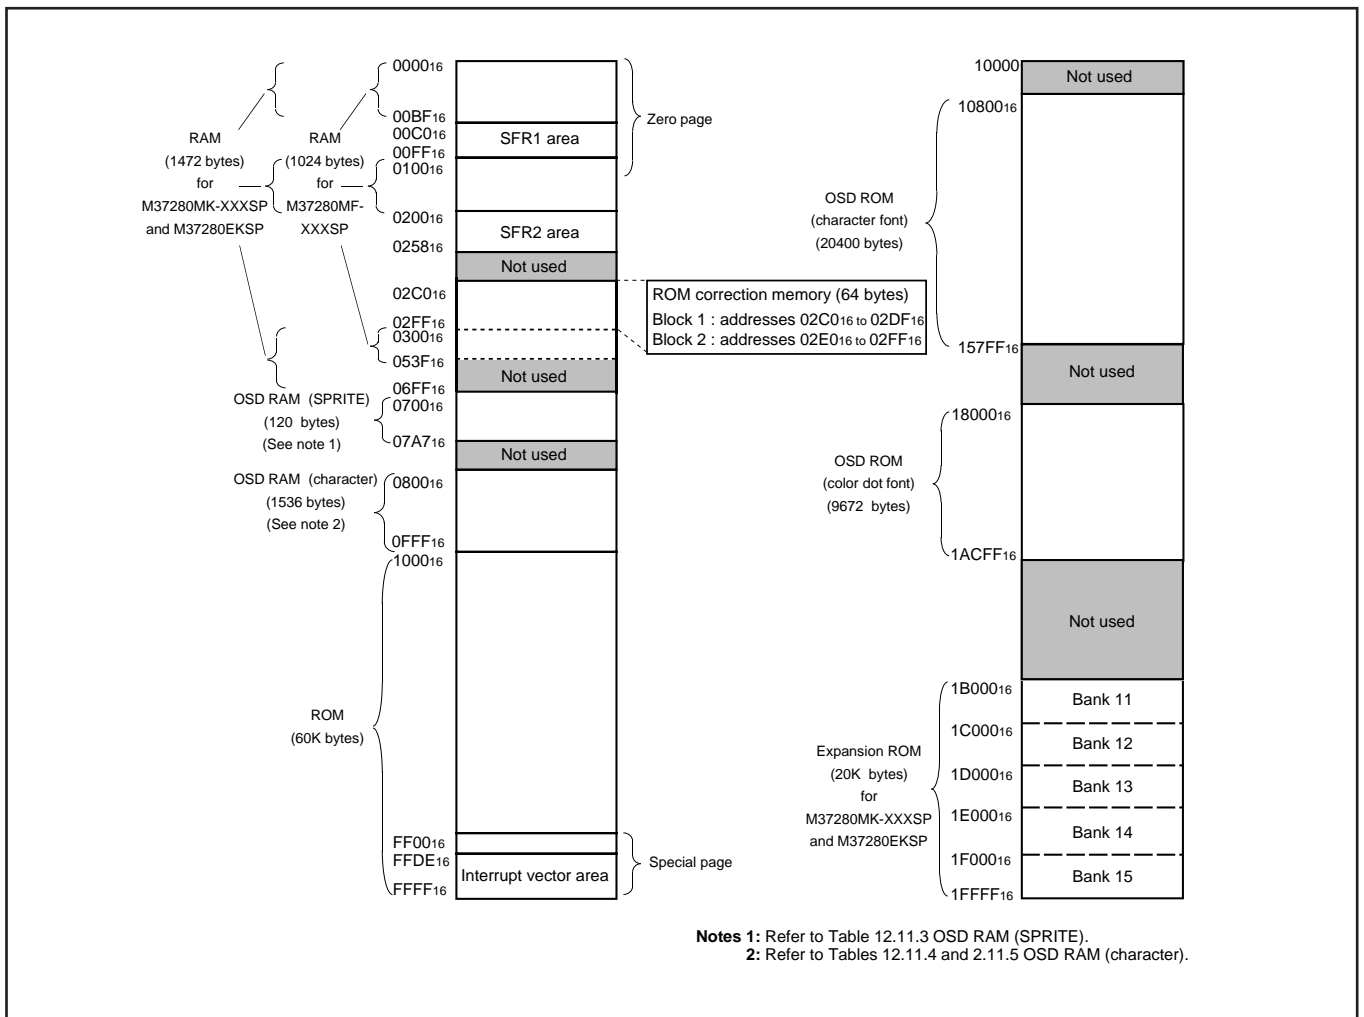 000016
00BF16
00C016
00FF16
010016
020016
025816
02C016
02FF16
030016
053F16
06FF16
070016
07A716
080016
0FFF16
100016
FF0016
FFDE16
FFFF16
RAM
(1472 bytes)
for
M37280MK-XXXSP
and M37280EKSP
RAM
(1024 bytes)
for
M37280MF-
XXXSP
OSD RAM (SPRITE)
(120 bytes)
(See note 1)
OSD RAM (character)
(1536 bytes)
(See note 2)
ROM
(60K bytes)
SFR1 area
SFR2 area
Not used
Not used
Not used
Interrupt vector area
Zero page
ROM correction memory (64 bytes)
Block 1 : addresses 02C016 to 02DF16
Block 2 : addresses 02E016 to 02FF16
Special page
10000
1080016
157FF16
1800016
1ACFF16
1B00016
1C00016
1D00016
1E00016
1F00016
1FFFF16
OSD ROM
(character font)
(20400 bytes)
OSD ROM
(color dot font)
(9672 bytes)
Expansion ROM
(20K bytes)
for
M37280MK-XXXSP
and M37280EKSP
Not used
Not used
Not used
Bank 11
Bank 12
Bank 13
Bank 14
Bank 15
Notes 1: Refer to Table 12.11.3 OSD RAM (SPRITE).
2: Refer to Tables 12.11.4 and 2.11.5 OSD RAM (character).